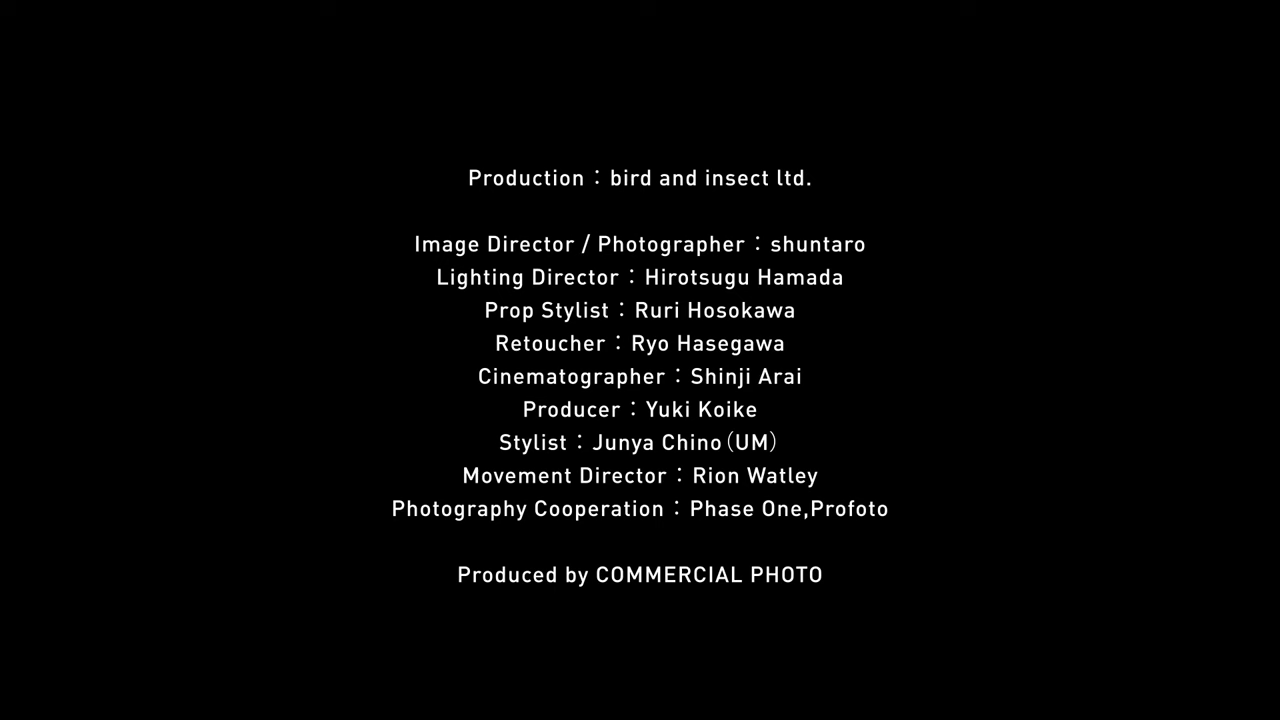 Production：bird and insect ltd.
Image Director / Photographer：shuntaro
Lighting Director：Hirotsugu Hamada
Prop Stylist：Ruri Hosokawa
Retoucher：Ryo Hasegawa
Cinematographer：Shinji Arai
Producer：Yuki Koike
Stylist：Junya Chino（UM）
Movement Director：Rion Watley
Photography Cooperation：Phase One,Profoto
Produced by COMMERCIAL PHOTO